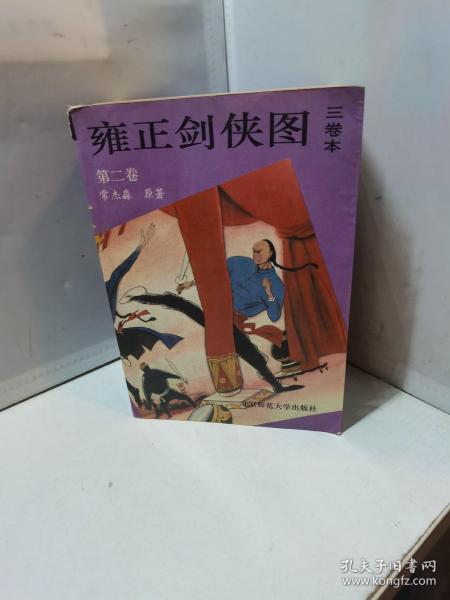 雍正剑侠图
三卷本
第二卷
常杰淼 原著
北京师范大学出版社
孔夫子旧书网
www.kongfz.com